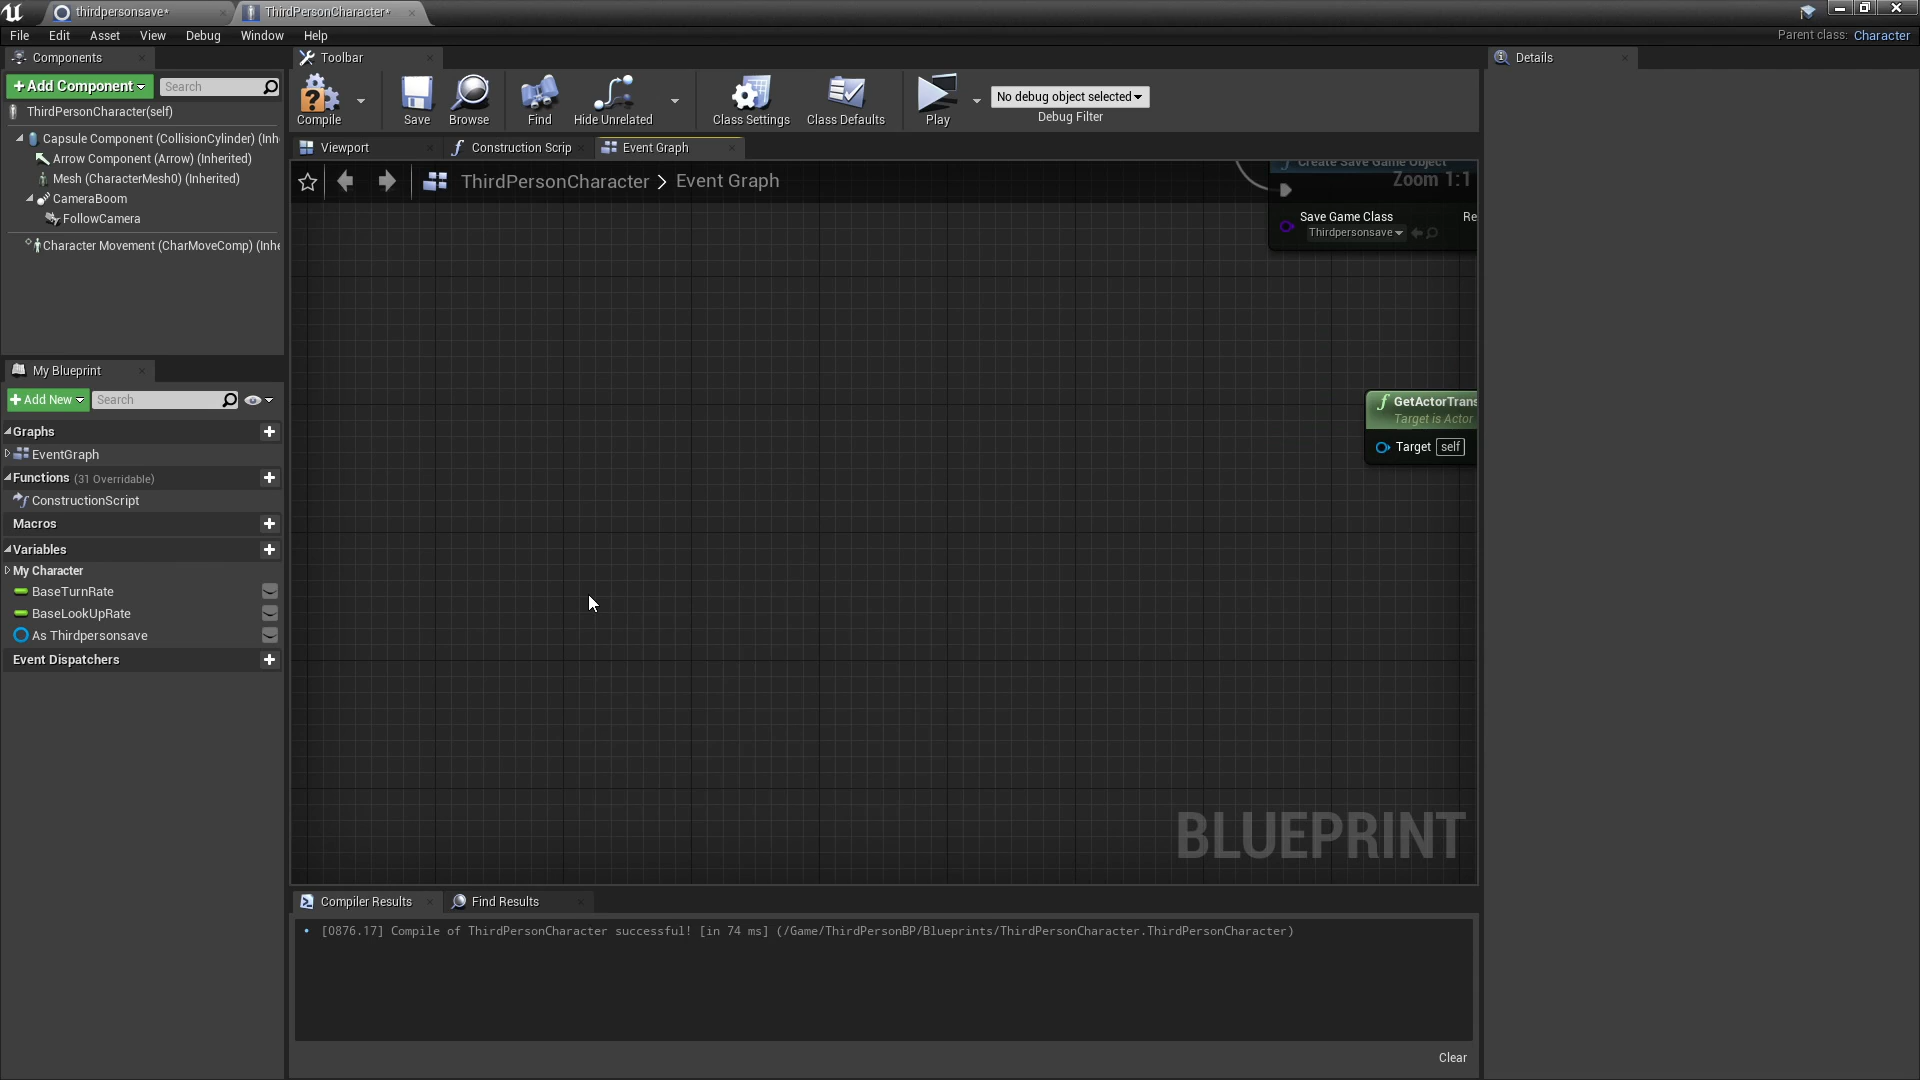 thirdpersonsave*
ThirdPersonCharacter*
File Edit Asset View Debug Window Help
Parent class: Character
Components
+Add Component
Search
ThirdPersonCharacter(self)
Capsule Component (CollisionCylinder) (Inh
Arrow Component (Arrow) (Inherited)
Mesh (CharacterMesh0) (Inherited)
CameraBoom
FollowCamera
Character Movement (CharMoveComp) (Inhe
My Blueprint
+Add New
Search
Graphs
EventGraph
Functions (31 Overridable)
ConstructionScript
Macros
Variables
My Character
BaseTurnRate
BaseLookUpRate
As Thirdpersonsave
Event Dispatchers
Toolbar
Compile
Save
Browse
Find
Hide Unrelated
Class Settings
Class Defaults
Play
No debug object selected
Debug Filter
Viewport
Construction Scrip
Event Graph
ThirdPersonCharacter > Event Graph
Zoom 1:1
Create Save Game Object
Save Game Class
Re
Thirdpersonsave
GetActorTrans
Target is Actor
Target self
BLUEPRINT
Compiler Results
Find Results
[0876.17] Compile of ThirdPersonCharacter successful! [in 74 ms] (/Game/ThirdPersonBP/Blueprints/ThirdPersonCharacter.ThirdPersonCharacter)
Clear
Details